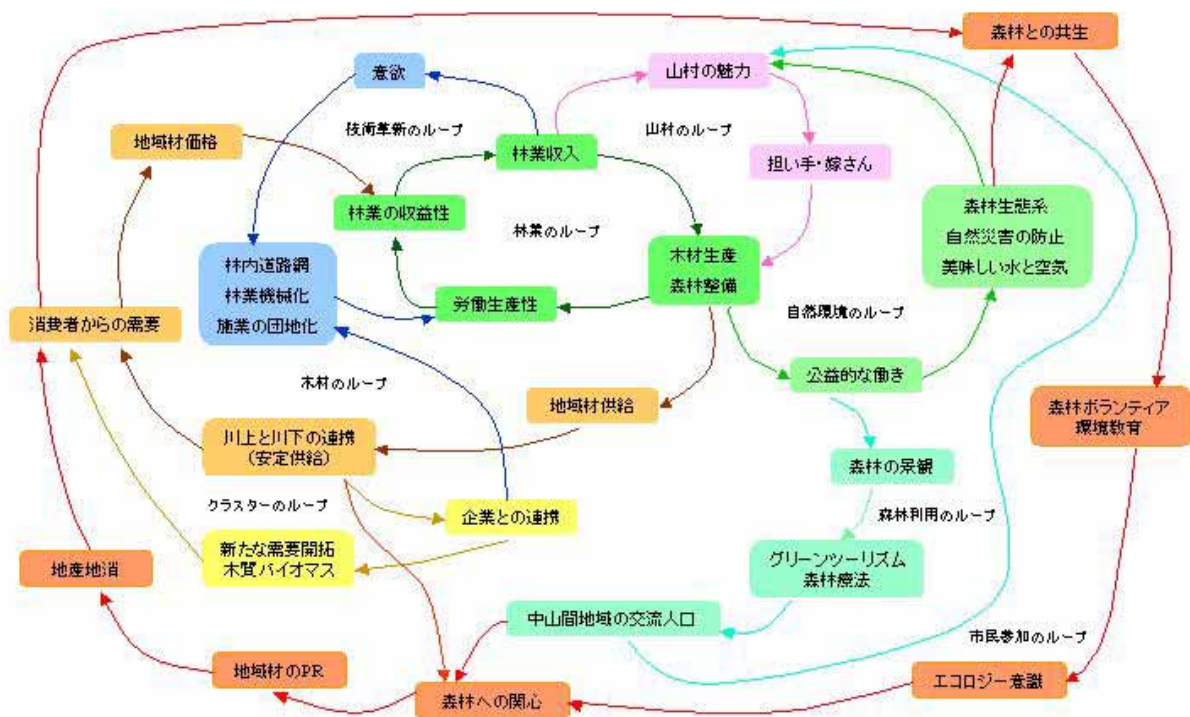 森林との共生
意欲
山村の魅力
技術革新のループ
山村のループ
地域材価格
林業収入
担い手・嫁さん
林業の収益性
林業のループ
森林生態系
自然災害の防止
美味しい水と空気
林内道路網
林業機械化
施業の団地化
木材生産
森林整備
労働生産性
消費者からの需要
自然環境のループ
木材のループ
公益的な働き
地域材供給
森林ボランティア
環境教育
川上と川下の連携
(安定供給)
森林の景観
クラスターのループ
企業との連携
森林利用のループ
新たな需要開拓
木質バイオマス
地産地消
グリーンツーリズム
森林療法
中山間地域の交流人口
市民参加のループ
地域材のPR
森林への関心
エコロジー意識